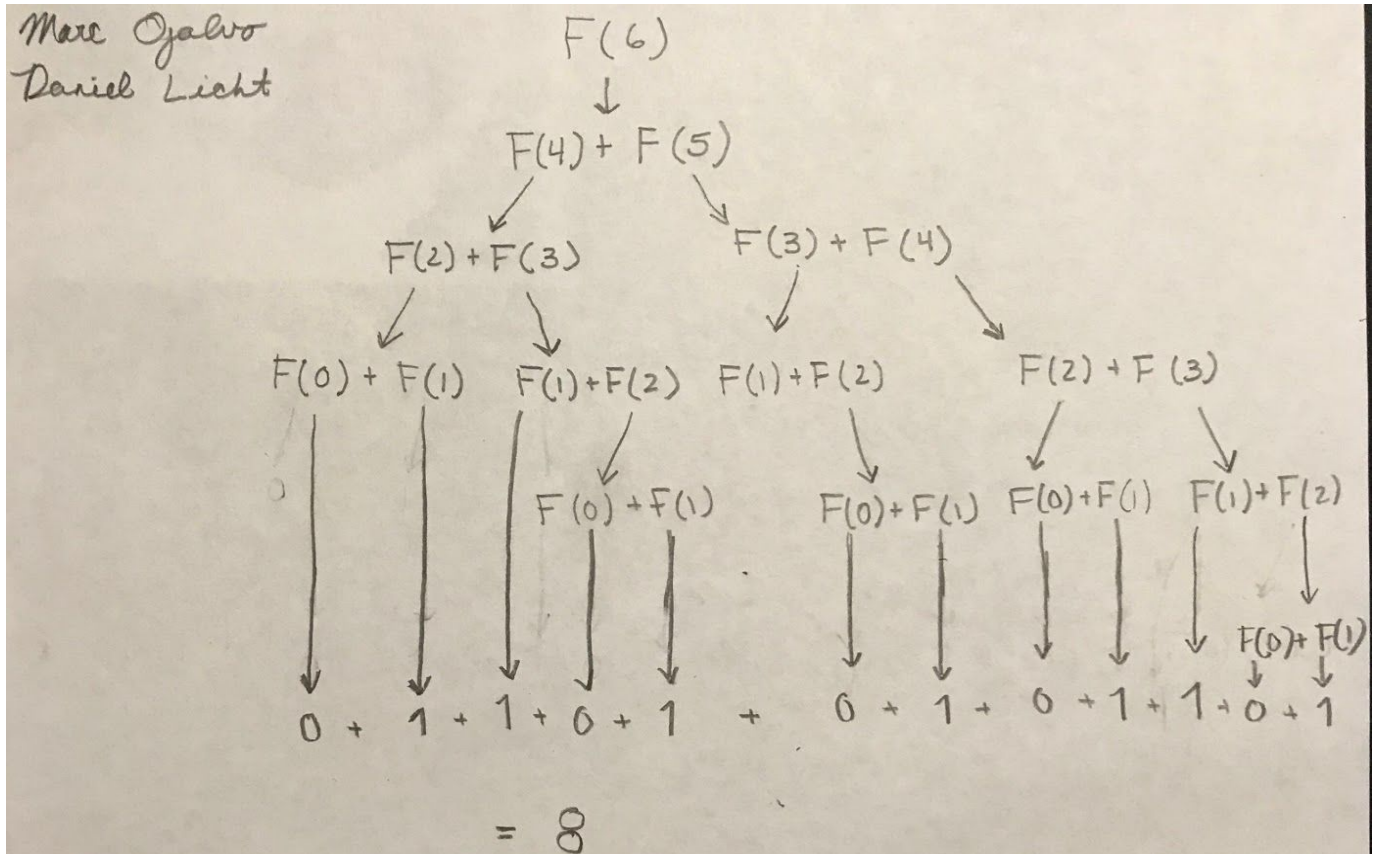 Marc Ojalvo
Daniel Licht
F(6)
F(4) + F(5)
F(2) + F(3) F(3) + F(4)
F(0) + F(1) F(1) + F(2) F(1) + F(2) F(2) + F(3)
F(0) + F(1) F(0) + F(1) F(0) + F(1) F(1) + F(2)
F(0) + F(1)
0 + 1 + 1 + 0 + 1 + 0 + 1 + 0 + 1 + 1 + 0 + 1
= 8